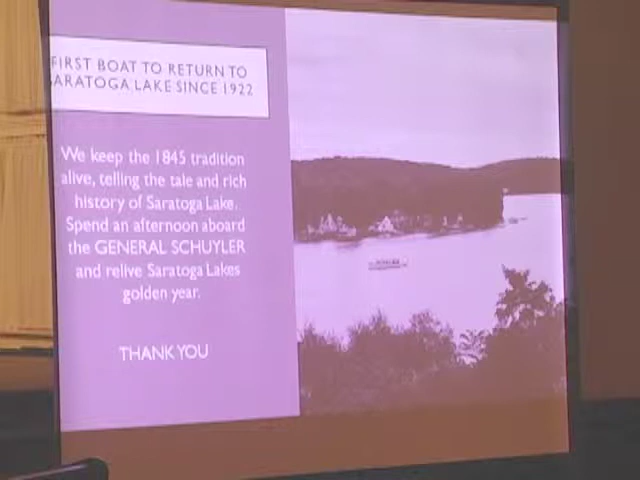 FIRST BOAT TO RETURN TO
SARATOGA LAKE SINCE 1922
We keep the 1845 tradition
alive, telling the tale and rich
history of Saratoga Lake.
Spend an afternoon aboard
the GENERAL SCHUYLER
and relive Saratoga Lakes
golden year.
THANK YOU